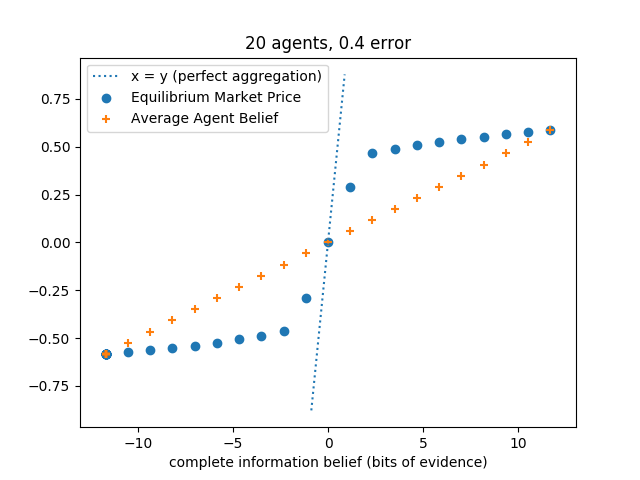 20 agents, 0.4 error
x = y (perfect aggregation)
Equilibrium Market Price
Average Agent Belief
0.75
0.50
0.25
0.00
−0.25
−0.50
−0.75
−10 −5 0 5 10
complete information belief (bits of evidence)